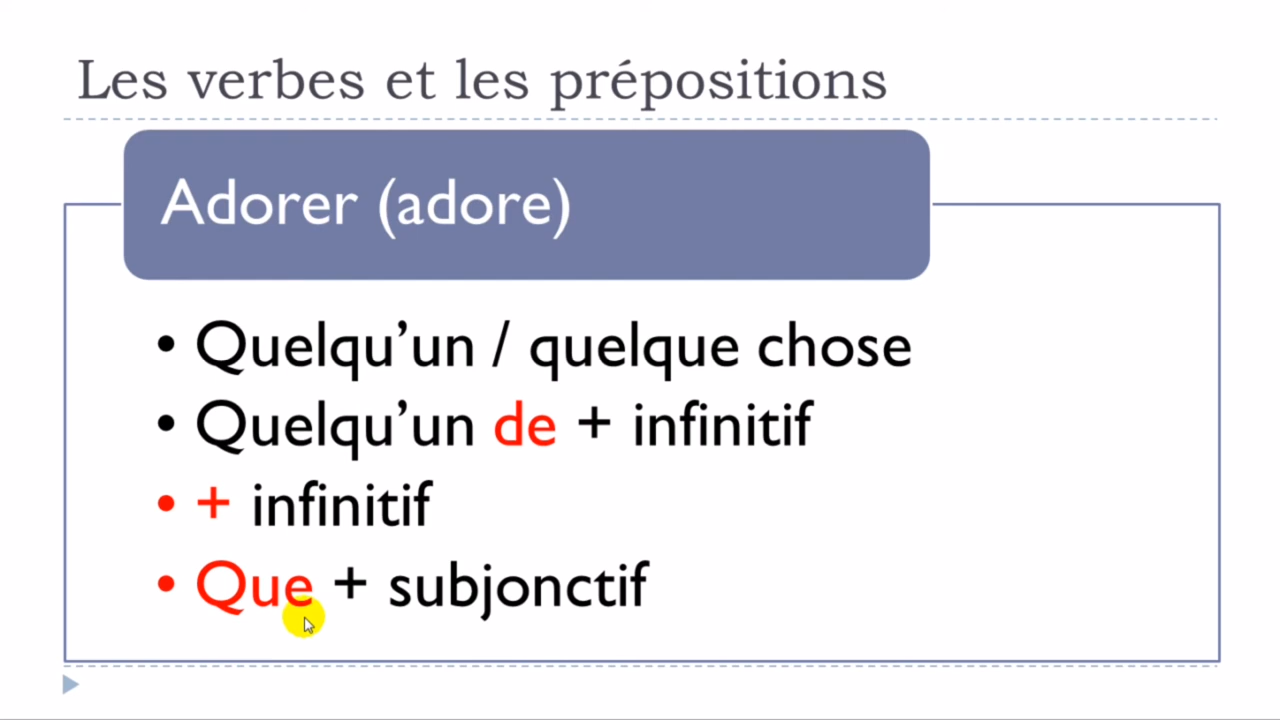 Les verbes et les prépositions
Adorer (adore)
• Quelqu’un / quelque chose
• Quelqu’un de + infinitif
• + infinitif
• Que + subjonctif